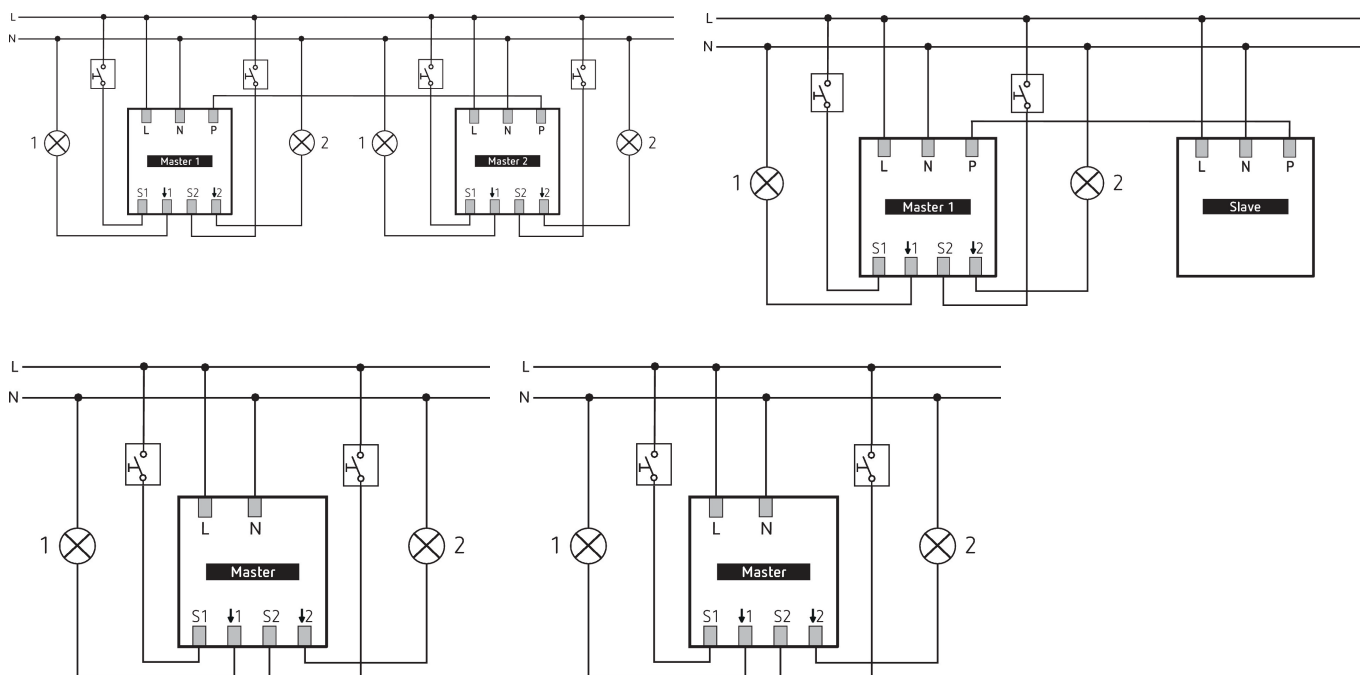 L
N
L N P
L N P
1
2
1
2
Master 1
Master 2
S1 ↓1 S2 ↓2
S1 ↓1 S2 ↓2
L
N
L N P
L N P
1
2
Master 1
Slave
S1 ↓1 S2 ↓2
L
N
L N
1
2
Master
S1 ↓1 S2 ↓2
L
N
L N
1
2
Master
S1 ↓1 S2 ↓2